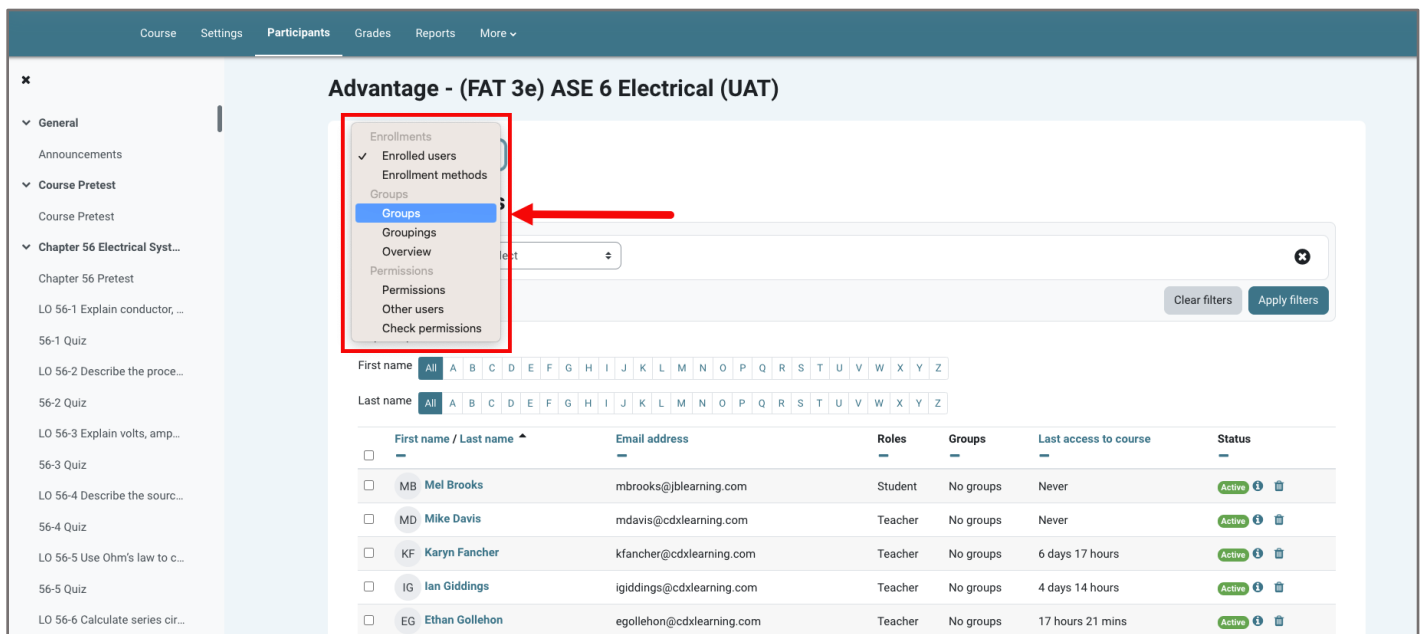 Course Settings Participants Grades Reports More
General
Announcements
Course Pretest
Course Pretest
Chapter 56 Electrical Syst...
Chapter 56 Pretest
LO 56-1 Explain conductor, ...
56-1 Quiz
LO 56-2 Describe the proce...
56-2 Quiz
LO 56-3 Explain volts, amp...
56-3 Quiz
LO 56-4 Describe the sourc...
56-4 Quiz
LO 56-5 Use Ohm's law to c...
56-5 Quiz
LO 56-6 Calculate series cir...
Advantage - (FAT 3e) ASE 6 Electrical (UAT)
Enrollments
Enrolled users
Enrollment methods
Groups
Groups
Groupings
Overview
Permissions
Permissions
Other users
Check permissions
Clear filters Apply filters
First name All A B C D E F G H I J K L M N O P Q R S T U V W X Y Z
Last name All A B C D E F G H I J K L M N O P Q R S T U V W X Y Z
First name / Last name Email address Roles Groups Last access to course Status
MB Mel Brooks mbrooks@jblearning.com Student No groups Never Active
MD Mike Davis mdavis@cdxlearning.com Teacher No groups Never Active
KF Karyn Fancher kfancher@cdxlearning.com Teacher No groups 6 days 17 hours Active
IG Ian Giddings igiddings@cdxlearning.com Teacher No groups 4 days 14 hours Active
EG Ethan Gollehon egollehon@cdxlearning.com Teacher No groups 17 hours 21 mins Active